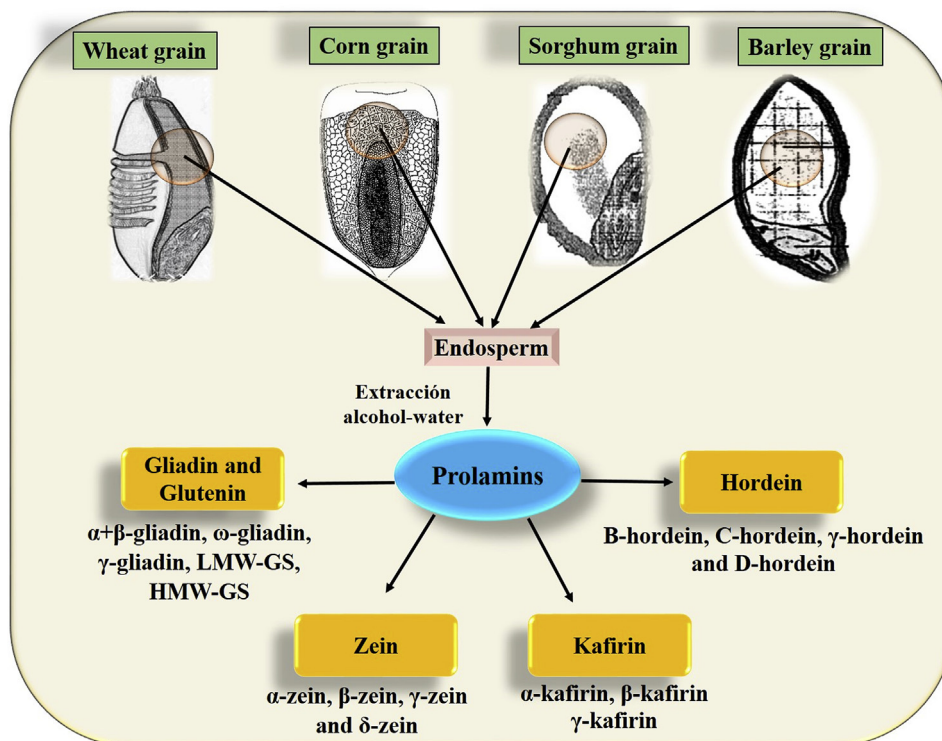 Wheat grain
Corn grain
Sorghum grain
Barley grain
Endosperm
Extracción
alcohol-water
Prolamins
Gliadin and
Glutenin
α+β-gliadin, ω-gliadin,
γ-gliadin, LMW-GS,
HMW-GS
Hordein
B-hordein, C-hordein, γ-hordein
and D-hordein
Zein
α-zein, β-zein, γ-zein
and δ-zein
Kafirin
α-kafirin, β-kafirin
γ-kafirin